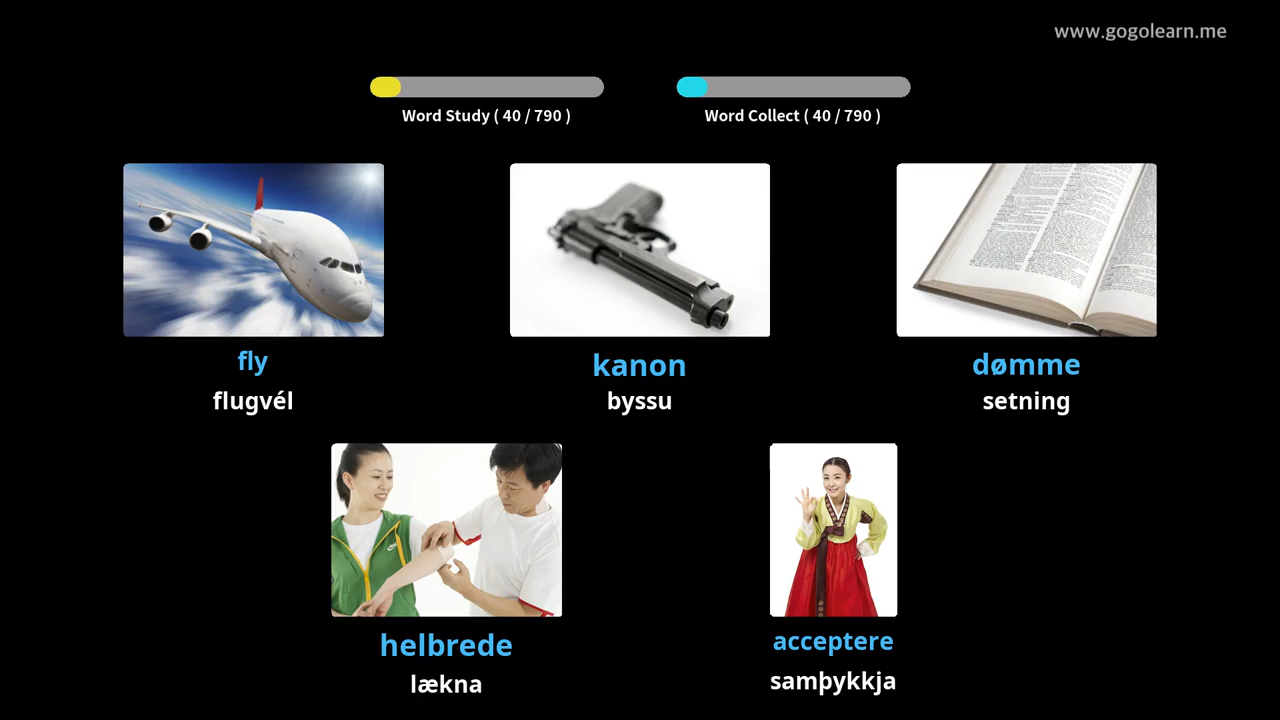 www.gogolearn.me
Word Study ( 40 / 790 )
Word Collect ( 40 / 790 )
fly
flugvél
kanon
byssu
dømme
setning
helbrede
lækna
acceptere
samþykkja